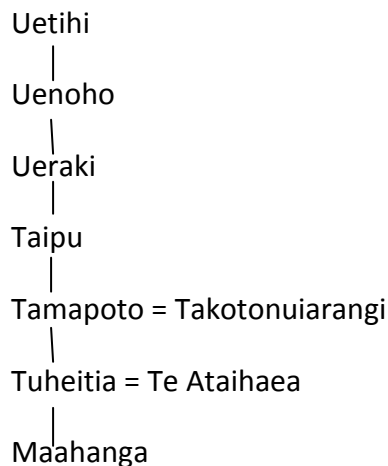 Uetihi
Uenoho
Ueraki
Taipu
Tamapoto = Takotonuiarangi
Tuheitia = Te Ataihaea
Maahanga